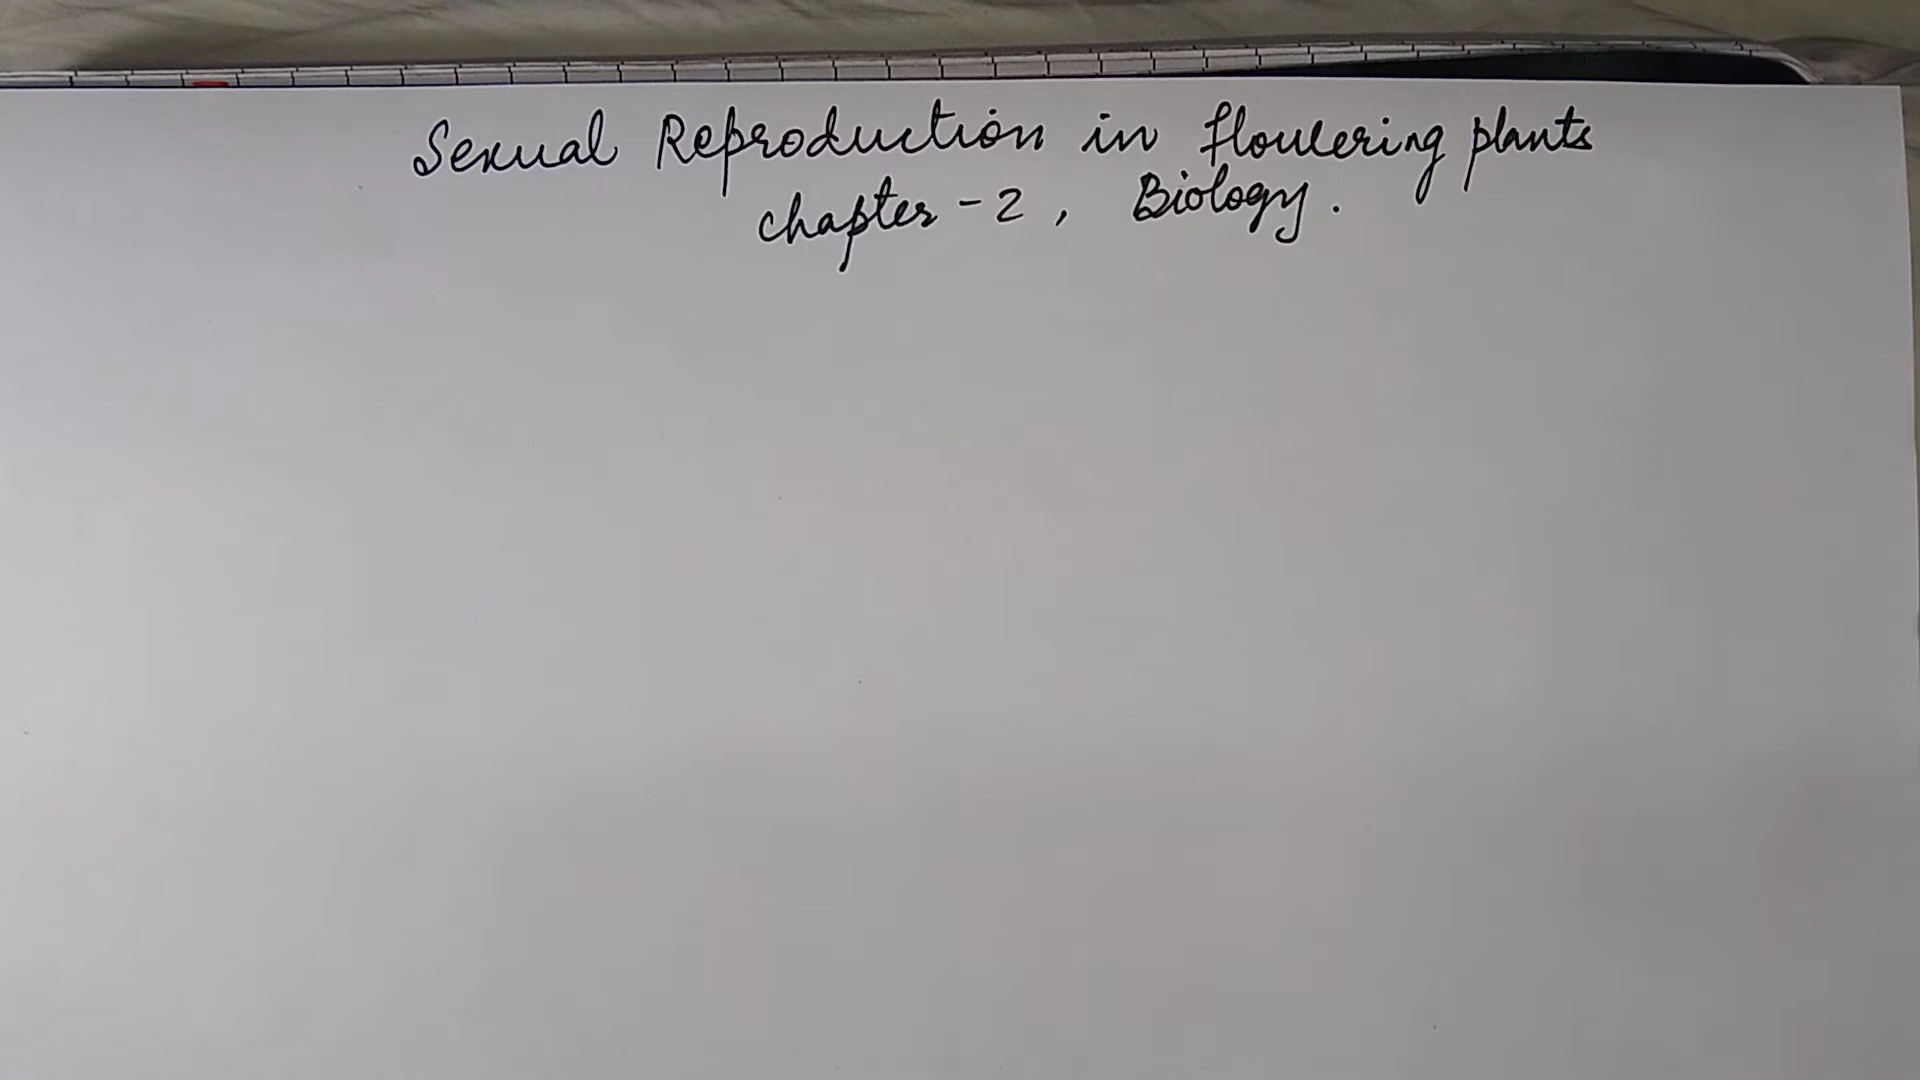 Sexual Reproduction in flowering plants
chapter - 2, Biology.